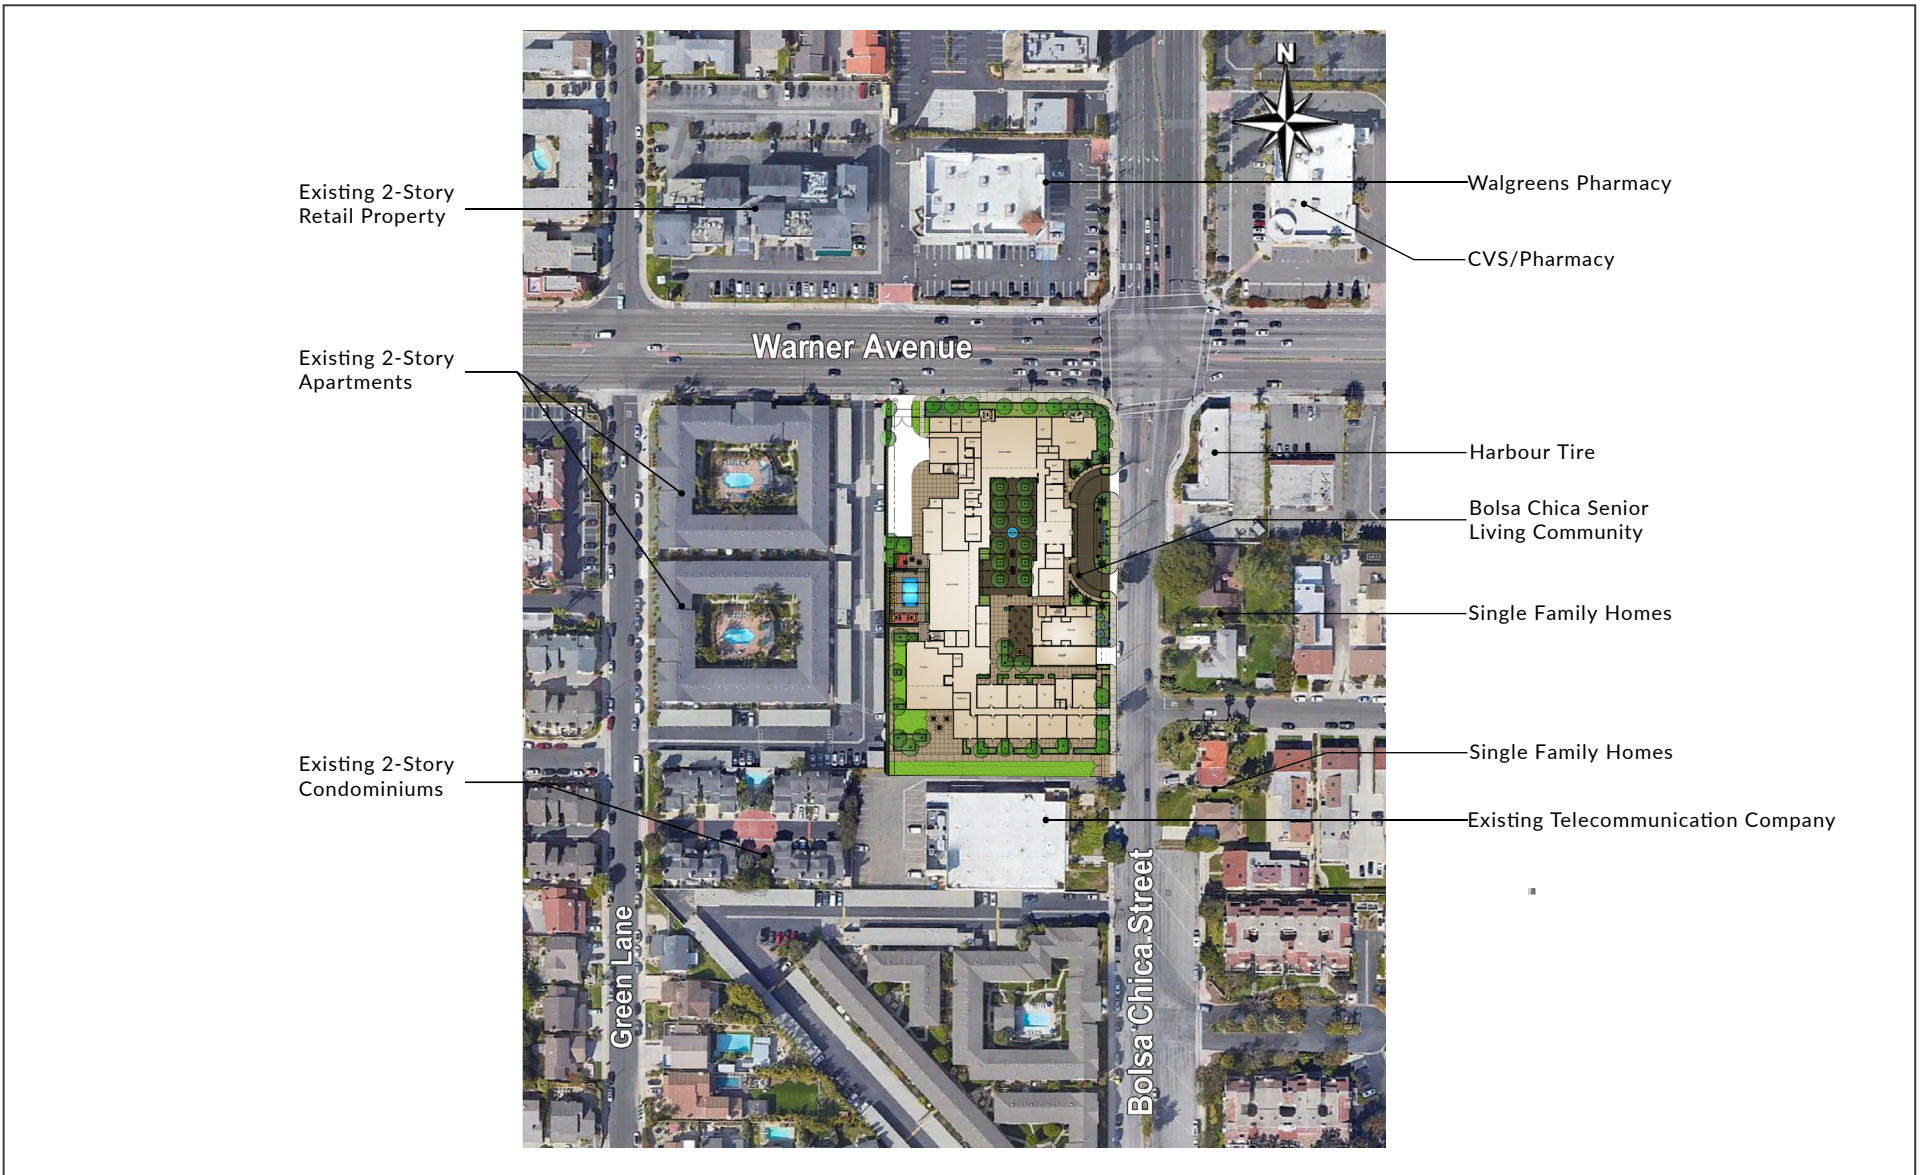 N
Existing 2-Story
Retail Property
Walgreens Pharmacy
CVS/Pharmacy
Warner Avenue
Existing 2-Story
Apartments
Harbour Tire
Bolsa Chica Senior
Living Community
Single Family Homes
Single Family Homes
Existing 2-Story
Condominiums
Existing Telecommunication Company
8
Green Lane
Bolsa Chica Street